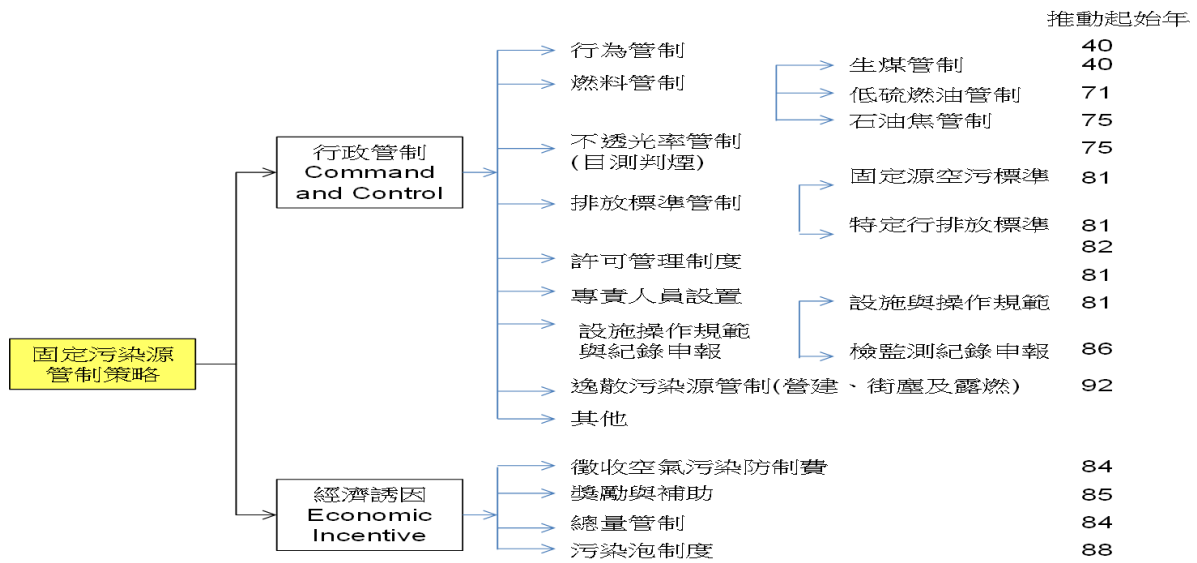 推動起始年
行為管制 40
燃料管制
生煤管制 40
低硫燃油管制 71
石油焦管制 75
不透光率管制 75
(目測判煙)
行政管制
Command
and Control
排放標準管制
固定源空污標準 81
特定行排放標準 81
許可管理制度 82
專責人員設置 81
設施操作規範
與紀錄申報
設施與操作規範 81
檢監測紀錄申報 86
固定污染源
管制策略
逸散污染源管制(營建、街塵及露燃) 92
其他
經濟誘因
Economic
Incentive
徵收空氣污染防制費 84
獎勵與補助 85
總量管制 84
污染泡制度 88